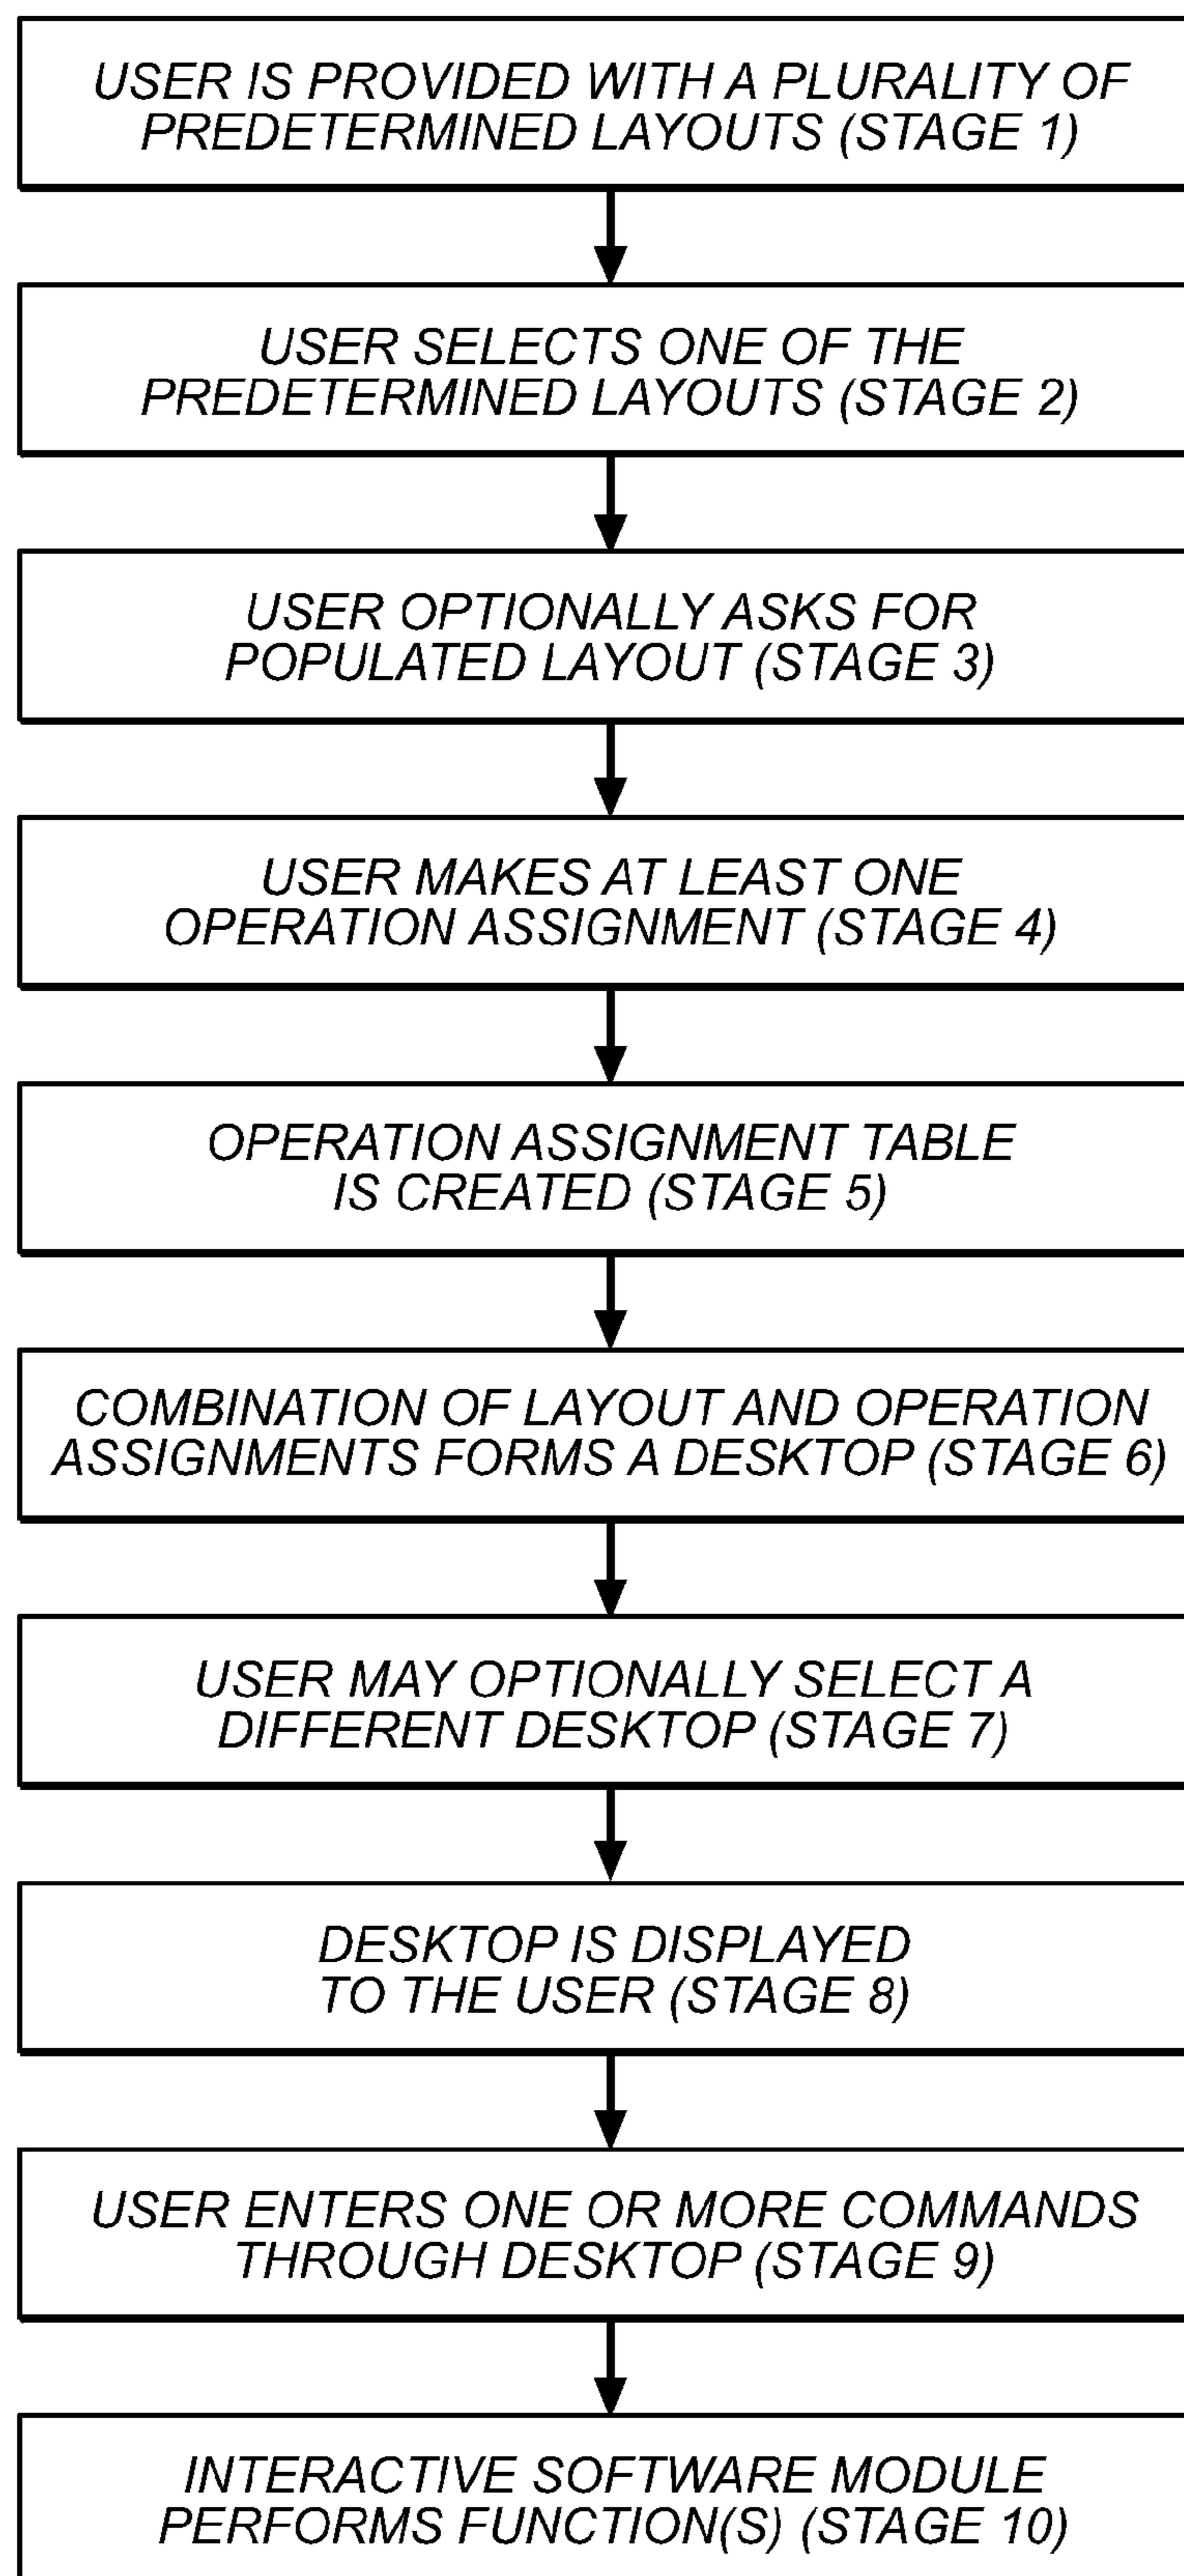 USER IS PROVIDED WITH A PLURALITY OF
PREDETERMINED LAYOUTS (STAGE 1)
USER SELECTS ONE OF THE
PREDETERMINED LAYOUTS (STAGE 2)
USER OPTIONALLY ASKS FOR
POPULATED LAYOUT (STAGE 3)
USER MAKES AT LEAST ONE
OPERATION ASSIGNMENT (STAGE 4)
OPERATION ASSIGNMENT TABLE
IS CREATED (STAGE 5)
COMBINATION OF LAYOUT AND OPERATION
ASSIGNMENTS FORMS A DESKTOP (STAGE 6)
USER MAY OPTIONALLY SELECT A
DIFFERENT DESKTOP (STAGE 7)
DESKTOP IS DISPLAYED
TO THE USER (STAGE 8)
USER ENTERS ONE OR MORE COMMANDS
THROUGH DESKTOP (STAGE 9)
INTERACTIVE SOFTWARE MODULE
PERFORMS FUNCTION(S) (STAGE 10)